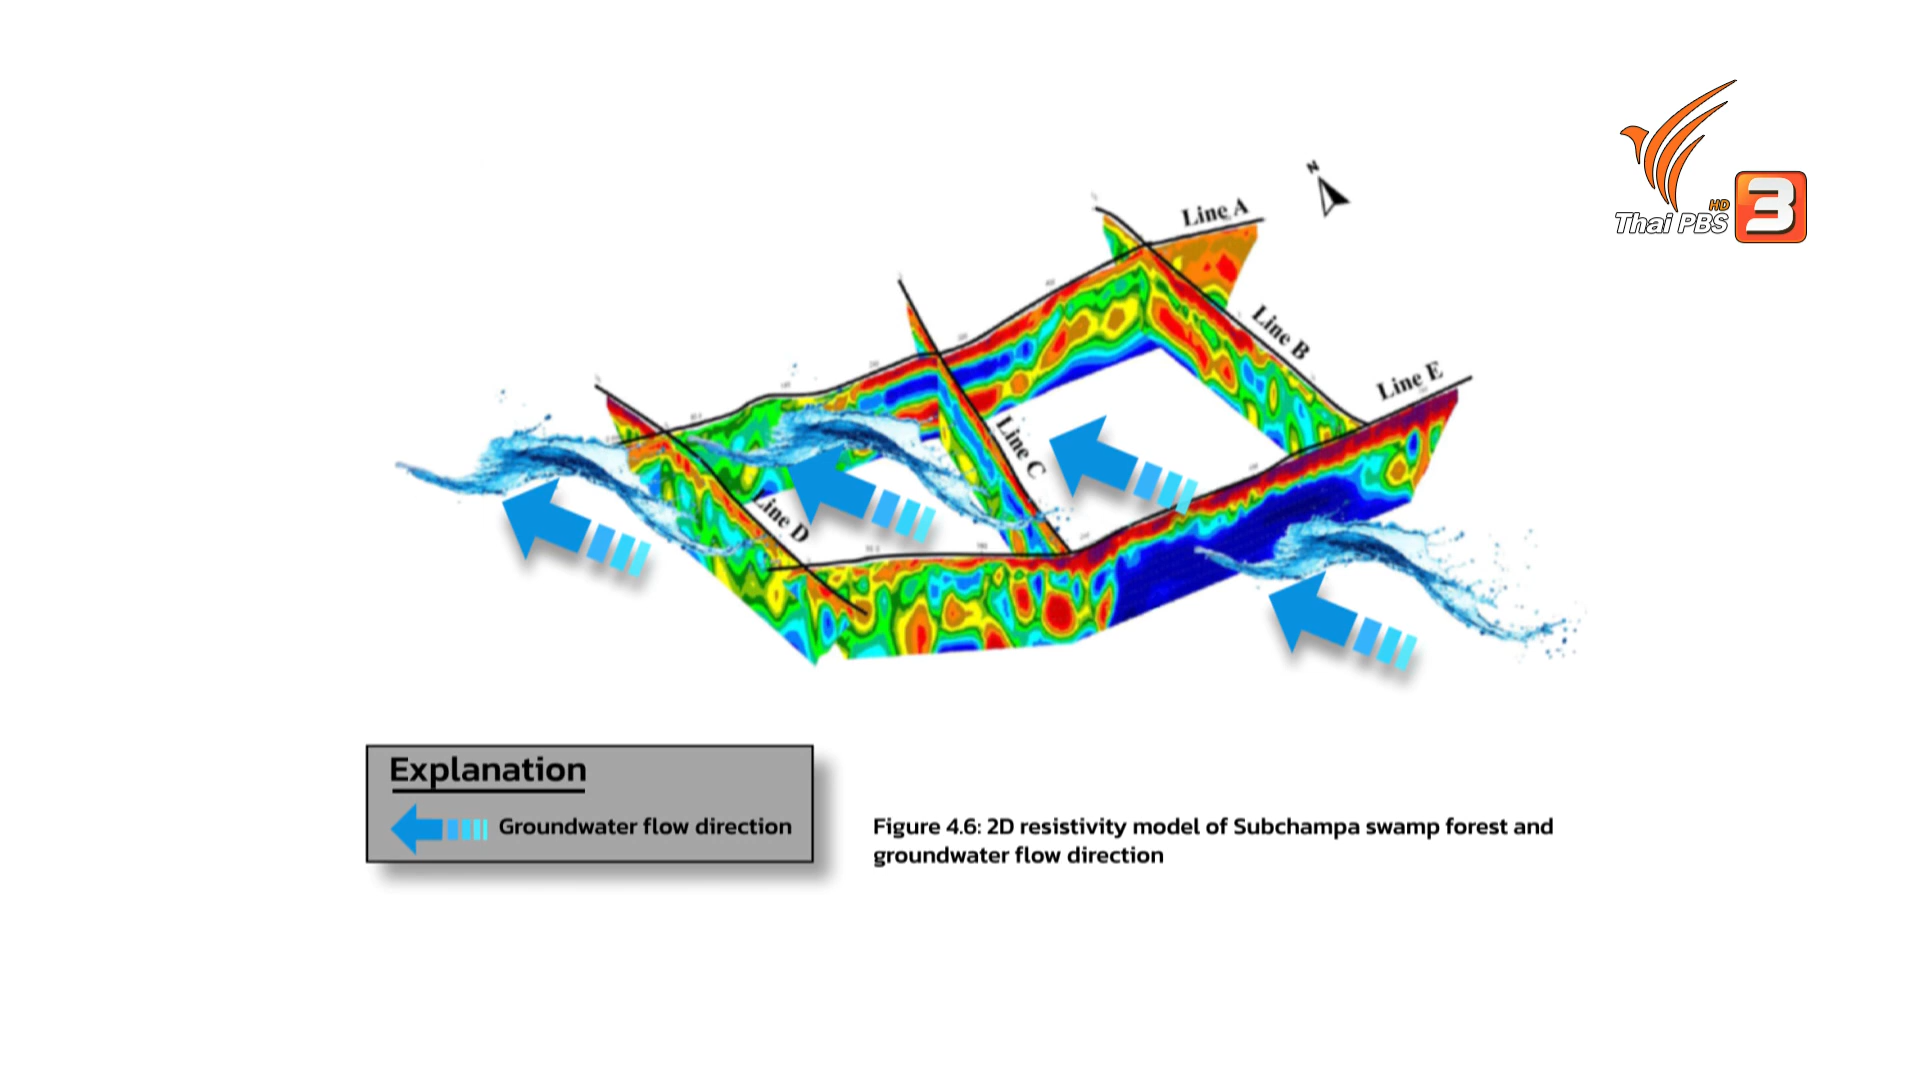 N
HD
Thai PBS 3
Line A
Line B
Line E
Line C
Line D
Explanation
Groundwater flow direction
Figure 4.6: 2D resistivity model of Subchampa swamp forest and
groundwater flow direction